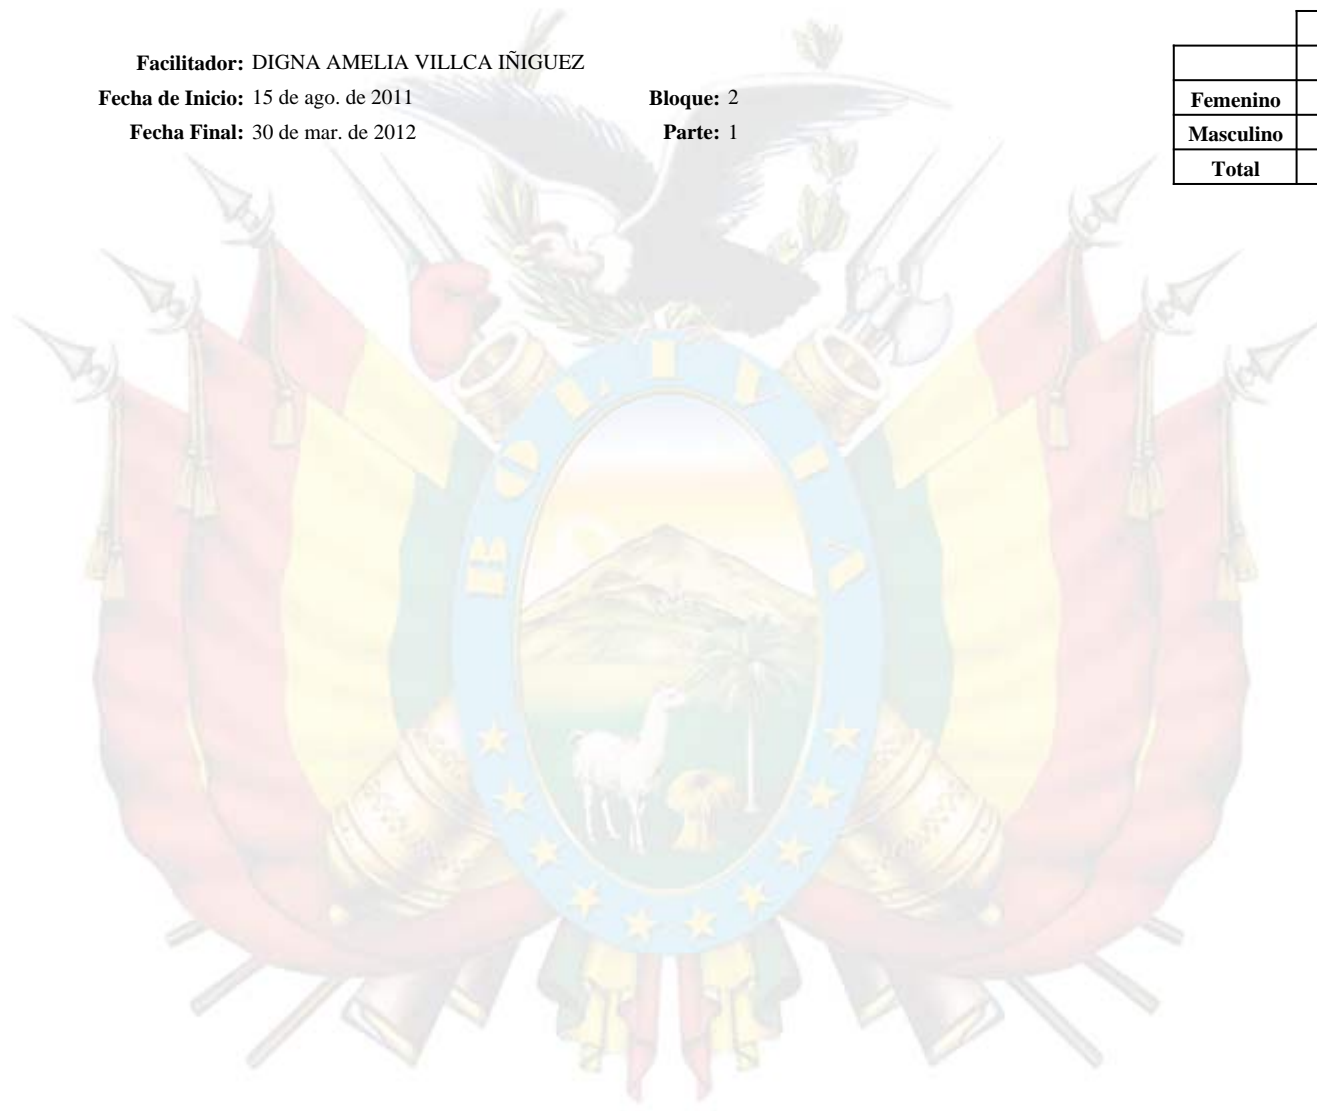 Facilitador: DIGNA AMELIA VILLCA IÑIGUEZ
Fecha de Inicio: 15 de ago. de 2011 Bloque: 2
Fecha Final: 30 de mar. de 2012 Parte: 1
Femenino
Masculino
Total
BOLIVIA